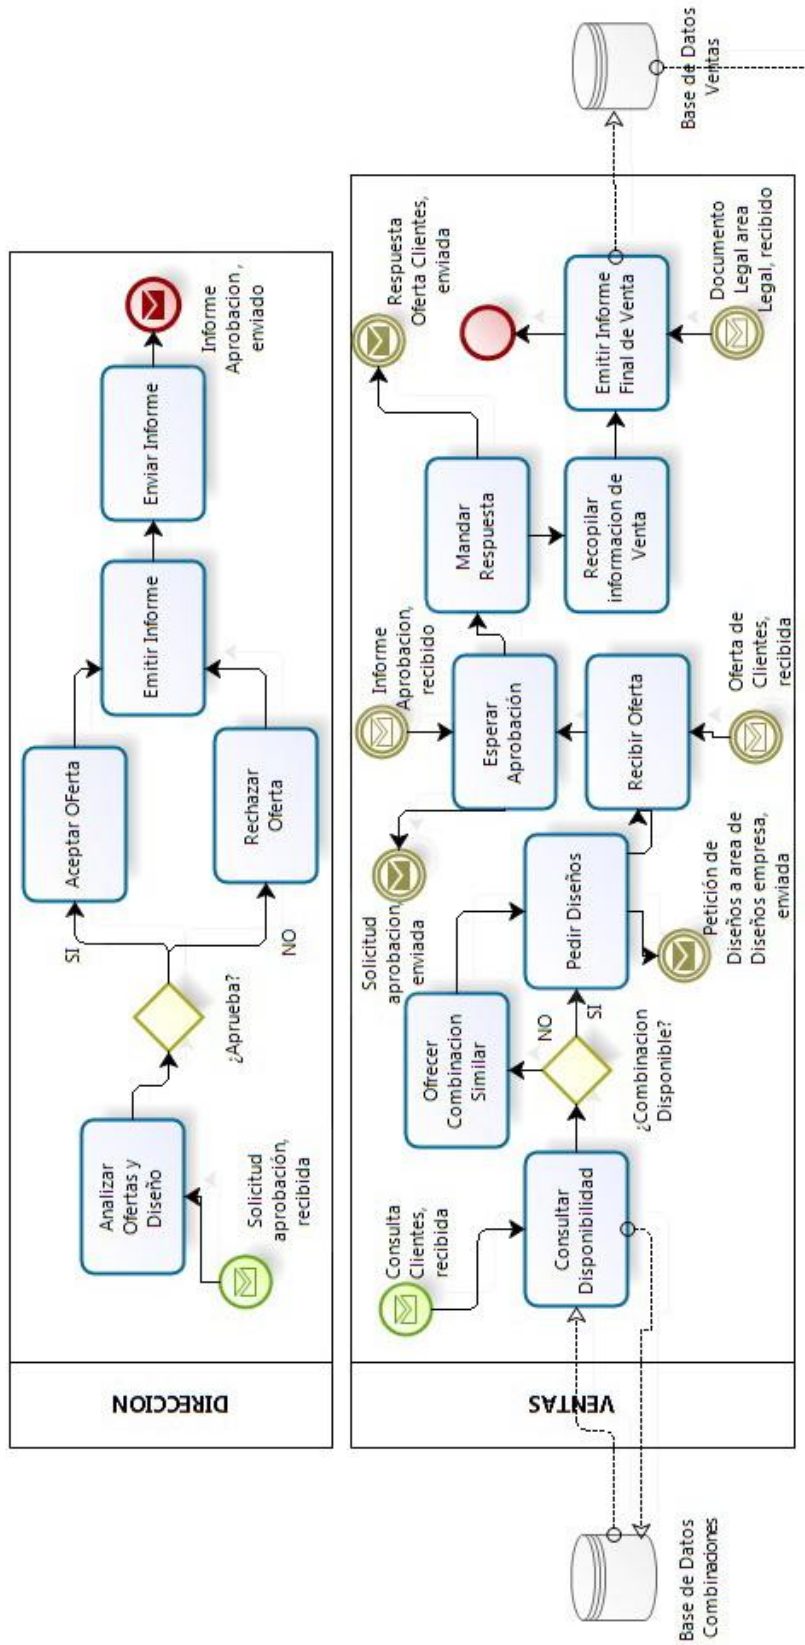 DIRECCION
Solicitud
aprobación,
recibida
Analizar
Ofertas y
Diseño
¿Aprueba?
SI
NO
Aceptar OFerta
Rechazar
Oferta
Emitir Informe
Enviar Informe
Informe
Aprobacion ,
enviado
VENTAS
Consulta
Clientes,
recibida
Consultar
Disponibilidad
¿Combinacion
Disponible?
NO
SI
Ofrecer
Combinacion
Similar
Pedir Diseños
Petición de
Diseños a area de
Diseños empresa,
enviada
Solicitud
aprobacion,
enviada
Recibir Oferta
Oferta de
Clientes,
recibida
Esperar
Aprobación
Informe
Aprobacion,
recibido
Mandar
Respuesta
Respuesta
Oferta Clientes,
enviada
Recopilar
informacion de
Venta
Emitir Informe
Final de Venta
Documento
Legal area
Legal, recibido
Base de Datos
Combinaciones
Base de Datos
Ventas